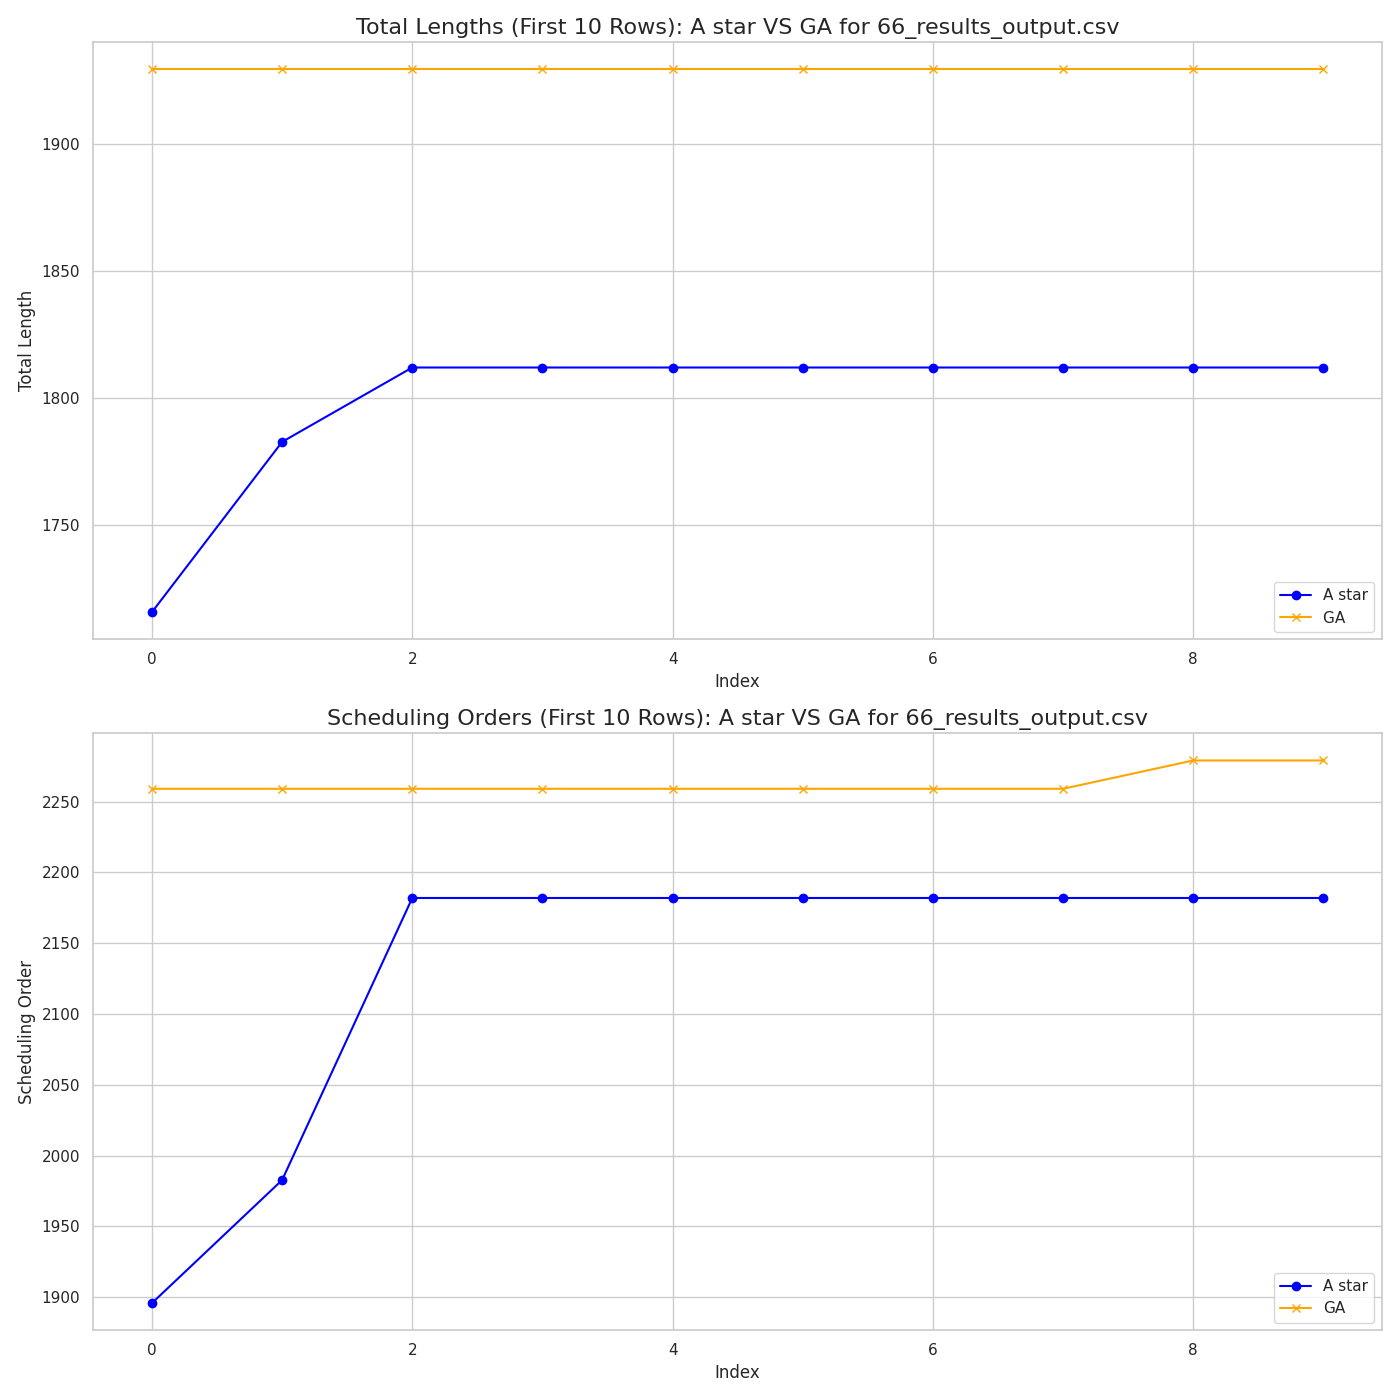 Total Lengths (First 10 Rows): A star VS GA for 66_results_output.csv
Total Length
1900
1850
1800
1750
A star
GA
0 2 4 6 8
Index
Scheduling Orders (First 10 Rows): A star VS GA for 66_results_output.csv
Scheduling Order
2250
2200
2150
2100
2050
2000
1950
1900
A star
GA
0 2 4 6 8
Index